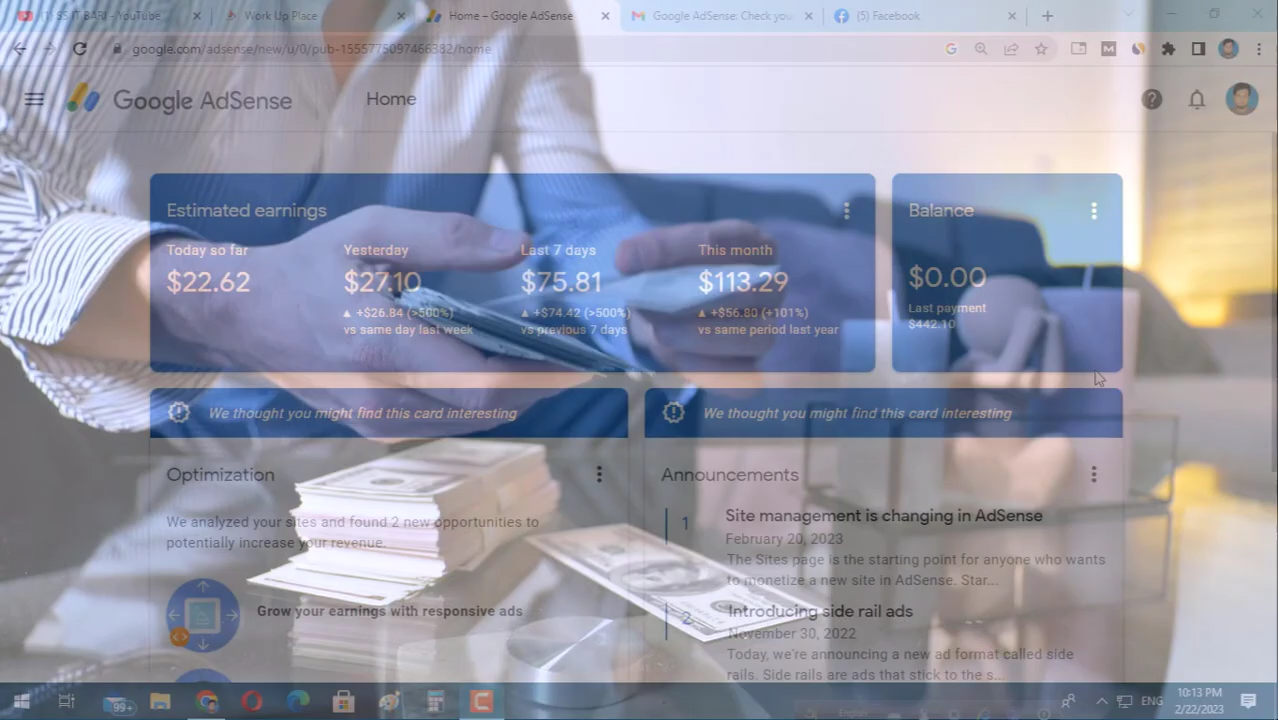 (1) SS IT BARI - YouTube
Work Up Place
Home – Google AdSense
Google AdSense: Check you
(5) Facebook
google.com/adsense/new/u/0/pub-1555775097466382/home
Google AdSense
Home
Estimated earnings
Today so far
$22.62
Yesterday
$27.10
▲ +$26.84 (>500%)
vs same day last week
Last 7 days
$75.81
▲ +$74.42 (>500%)
vs previous 7 days
This month
$113.29
▲ +$56.80 (+101%)
vs same period last year
Balance
$0.00
Last payment
$442.10
We thought you might find this card interesting
We thought you might find this card interesting
Optimization
We analyzed your sites and found 2 new opportunities to
potentially increase your revenue.
Grow your earnings with responsive ads
Announcements
1
Site management is changing in AdSense
February 20, 2023
The Sites page is the starting point for anyone who wants
to monetize a new site in AdSense. Star...
2
Introducing side rail ads
November 30, 2022
Today, we're announcing a new ad format called side
rails. Side rails are ads that stick to the s...
99+
ENG
10:13 PM
2/22/2023